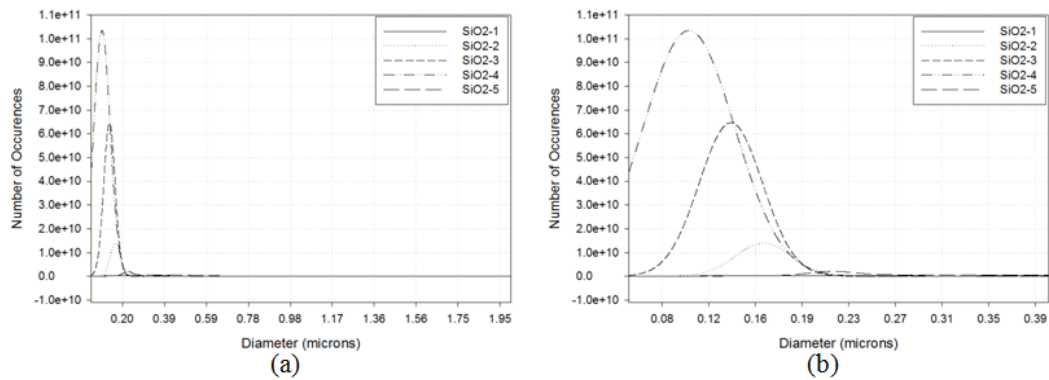 1.1e+11
1.0e+11
9.0e+10
8.0e+10
7.0e+10
6.0e+10
5.0e+10
4.0e+10
3.0e+10
2.0e+10
1.0e+10
0.0
-1.0e+10
Number of Occurences
SiO2-1
SiO2-2
SiO2-3
SiO2-4
SiO2-5
0.20 0.39 0.59 0.78 0.98 1.17 1.36 1.56 1.75 1.95
Diameter (microns)
(a)
1.1e+11
1.0e+11
9.0e+10
8.0e+10
7.0e+10
6.0e+10
5.0e+10
4.0e+10
3.0e+10
2.0e+10
1.0e+10
0.0
-1.0e+10
Number of Occurences
SiO2-1
SiO2-2
SiO2-3
SiO2-4
SiO2-5
0.08 0.12 0.16 0.19 0.23 0.27 0.31 0.35 0.39
Diameter (microns)
(b)